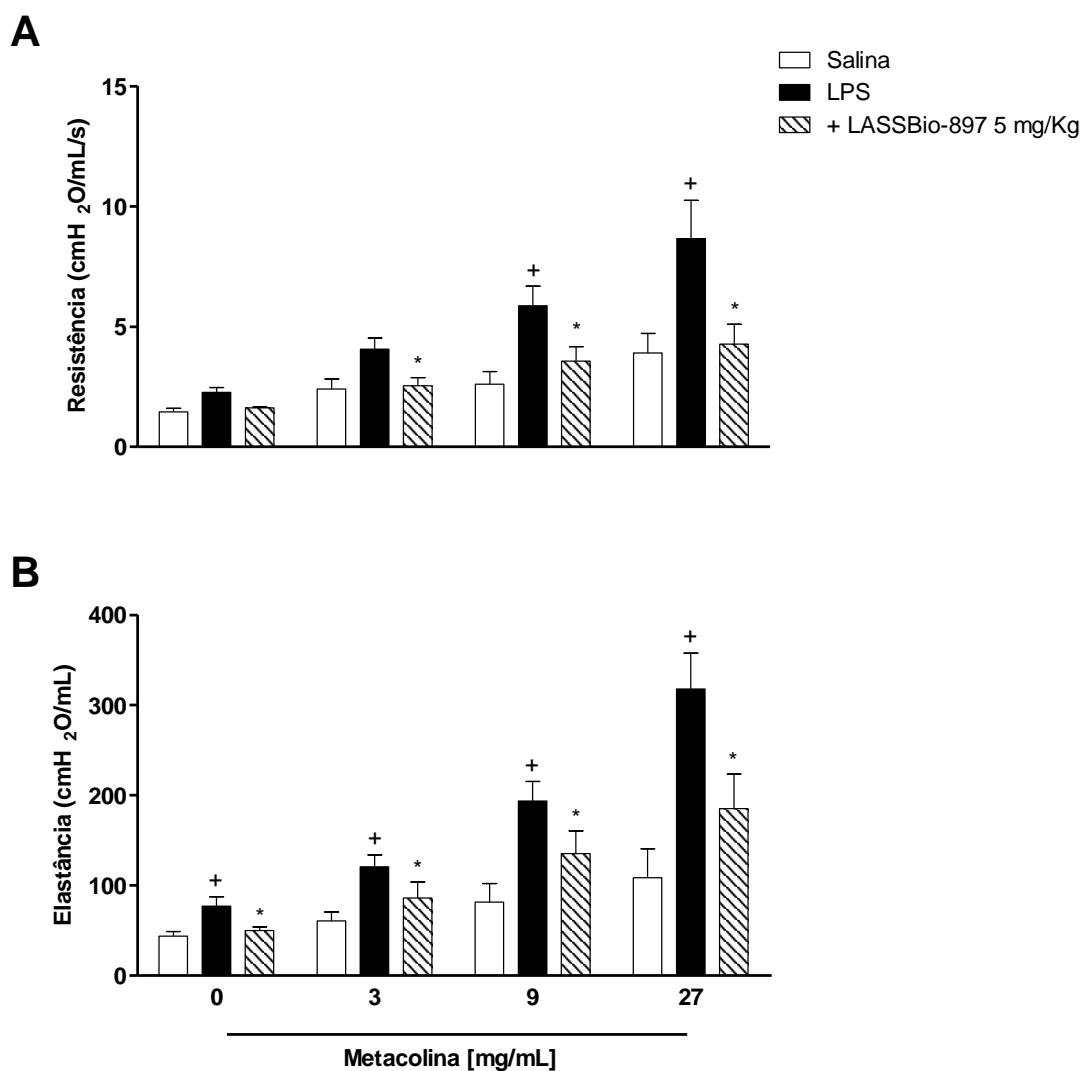 A
Salina
LPS
+ LASSBio-897 5 mg/Kg
Resistência (cmH 2O/mL/s)
15
10
5
0
+
+
*
*
*
B
Elastância (cmH 2O/mL)
400
300
200
100
0
+
+
+
+
*
*
*
*
0 3 9 27
Metacolina [mg/mL]